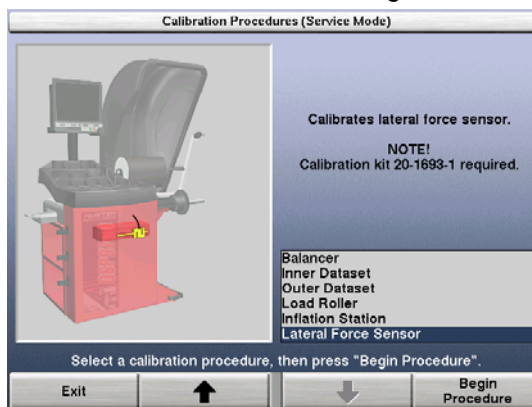 Calibration Procedures (Service Mode)
Calibrates lateral force sensor.
NOTE!
Calibration kit 20-1693-1 required.
Balancer
Inner Dataset
Outer Dataset
Load Roller
Inflation Station
Lateral Force Sensor
Select a calibration procedure, then press "Begin Procedure".
Exit
Begin
Procedure